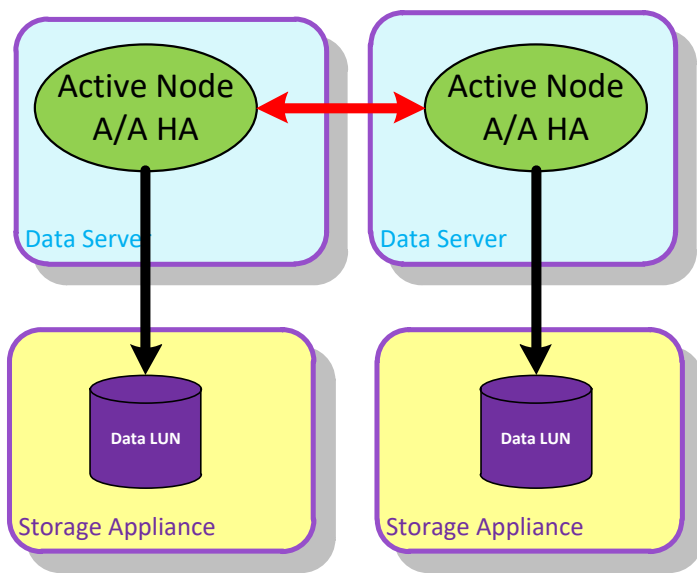 Active Node
A/A HA
Active Node
A/A HA
Data Server
Data Server
Data LUN
Data LUN
Storage Appliance
Storage Appliance